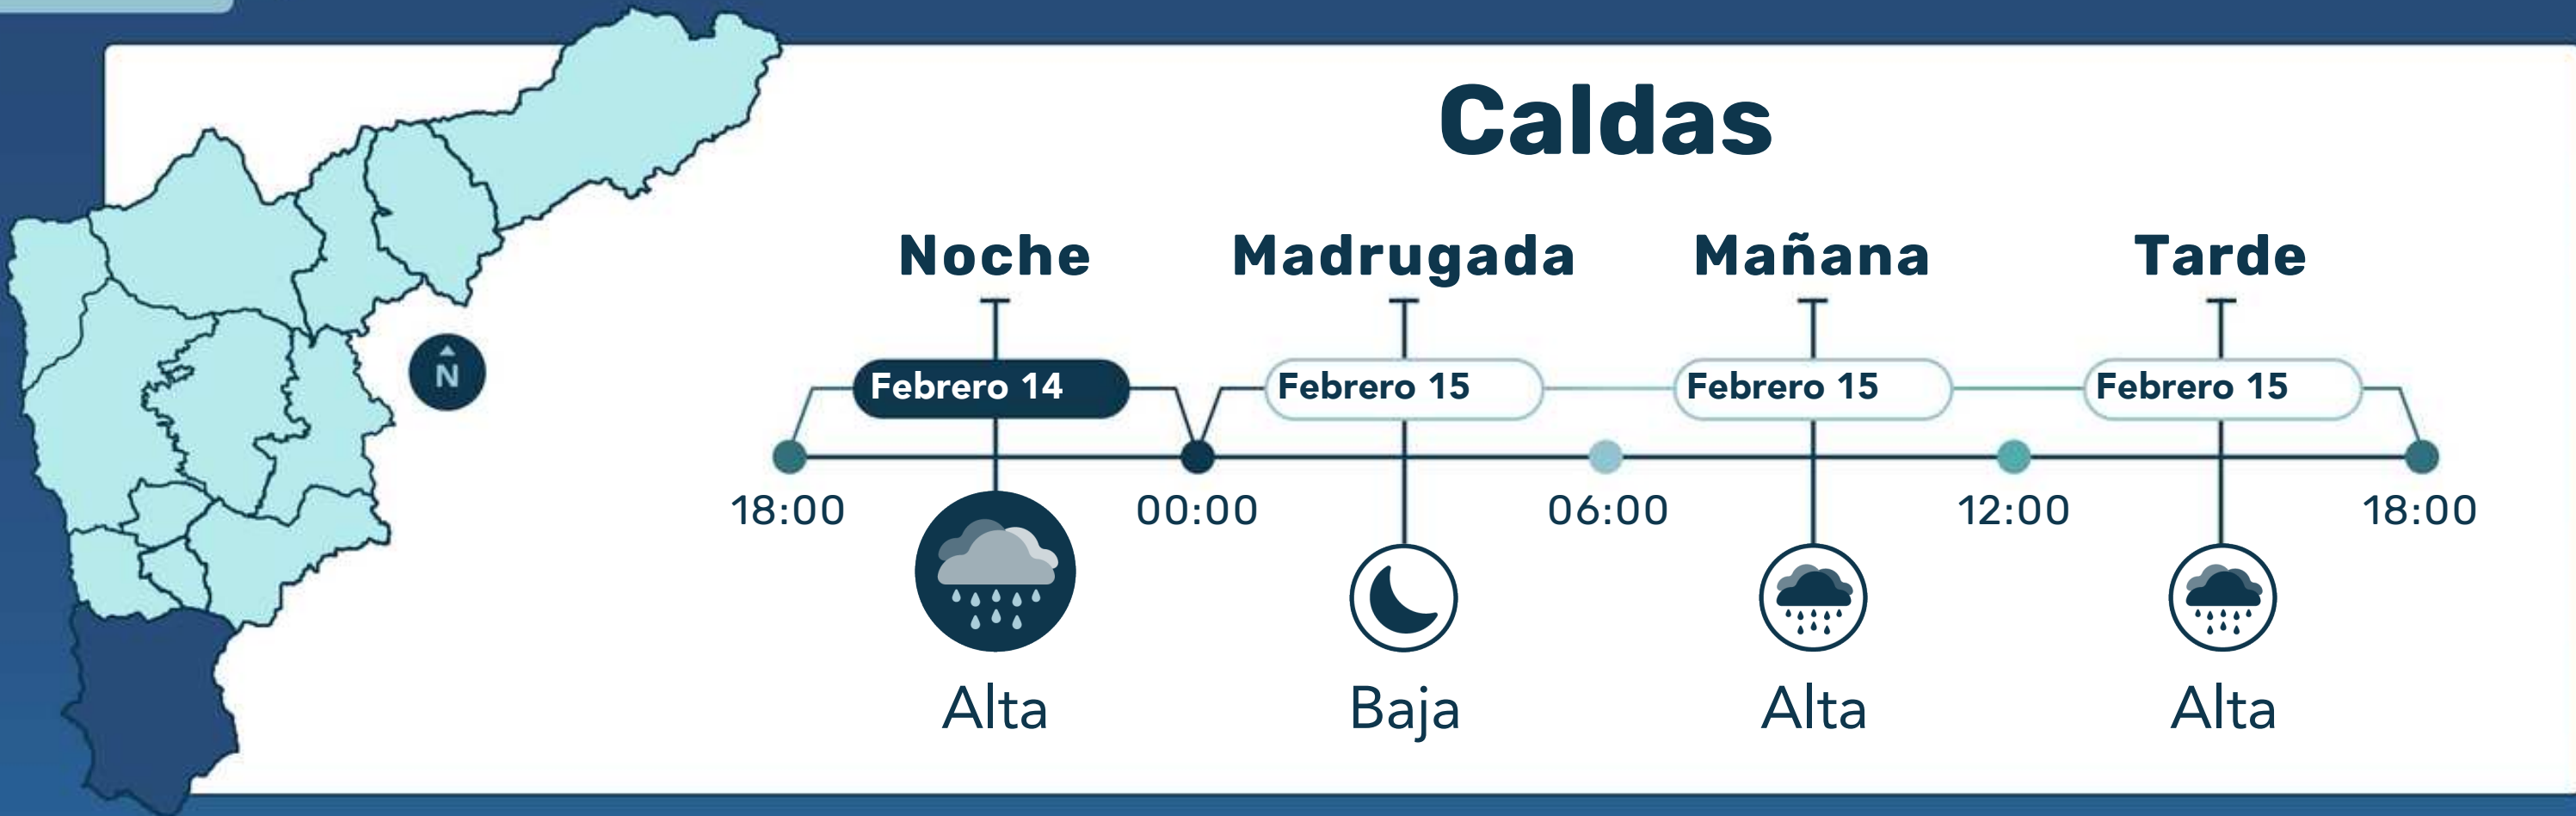 Caldas
Noche Madrugada Mañana Tarde
N
Febrero 14 Febrero 15 Febrero 15 Febrero 15
18:00 00:00 06:00 12:00 18:00
Alta Baja Alta Alta